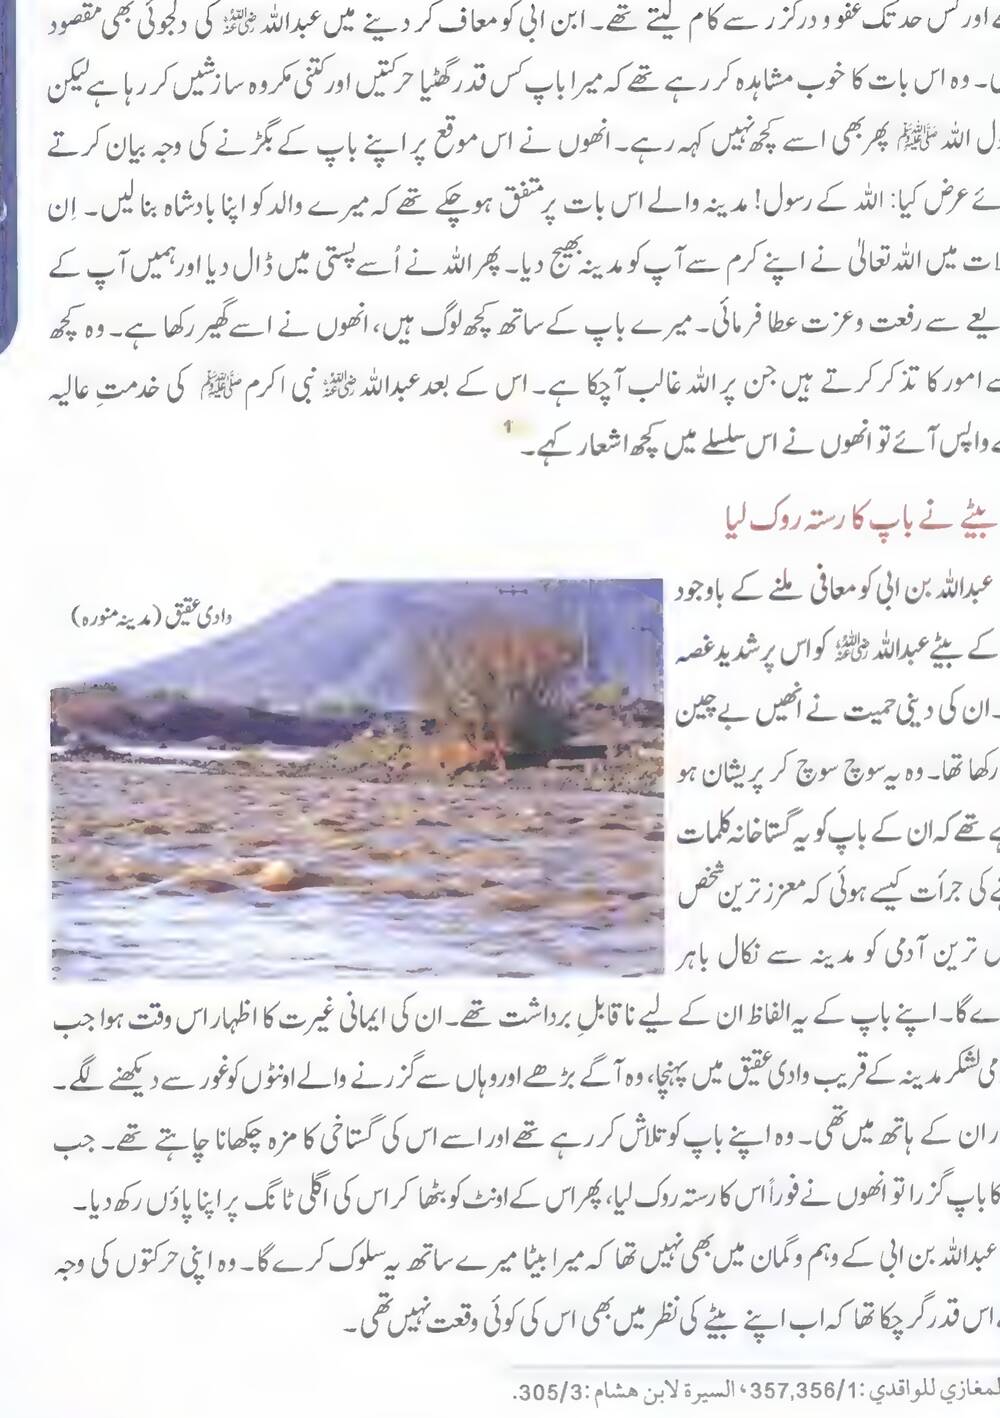 اور کس حد تک عفو و درگزر سے کام لیتے تھے۔ ابن ابی کو معاف کر دینے میں عبداللہ رضی اللہ عنہ کی دلجوئی بھی مقصود
۔ وہ اس بات کا خوب مشاہدہ کر رہے تھے کہ میرا باپ کس قدر گھٹیا حرکتیں اور کتنی مکروہ سازشیں کر رہا ہے لیکن
اللہ ﷺ پھر بھی اسے کچھ نہیں کہہ رہے۔ انھوں نے اس موقع پر اپنے باپ کے بگڑنے کی وجہ بیان کرتے
عرض کیا: اللہ کے رسول! مدینہ والے اس بات پر متفق ہو چکے تھے کہ میرے والد کو اپنا بادشاہ بنا لیں۔ اِن
میں اللہ تعالیٰ نے اپنے کرم سے آپ کو مدینہ بھیج دیا۔ پھر اللہ نے اُسے پستی میں ڈال دیا اور ہمیں آپ کے
سے رفعت و عزت عطا فرمائی۔ میرے باپ کے ساتھ کچھ لوگ ہیں، انھوں نے اسے گھیر رکھا ہے۔ وہ کچھ
امور کا تذکر کرتے ہیں جن پر اللہ غالب آ چکا ہے۔ اس کے بعد عبداللہ رضی اللہ عنہ نبی اکرم ﷺ کی خدمتِ عالیہ
واپس آئے تو انھوں نے اس سلسلے میں کچھ اشعار کہے۔ 1
بیٹے نے باپ کا رستہ روک لیا
عبداللہ بن ابی کو معافی ملنے کے باوجود
کے بیٹے عبداللہ رضی اللہ عنہ کو اس پر شدید غصہ
۔ ان کی دینی حمیت نے انھیں بے چین
رکھا تھا۔ وہ یہ سوچ سوچ کر پریشان ہو
تھے کہ ان کے باپ کو یہ گستاخانہ کلمات
کی جرأت کیسے ہوئی کہ معزز ترین شخص
ترین آدمی کو مدینہ سے نکال باہر
وادی عقیق (مدینہ منورہ)
گا۔ اپنے باپ کے یہ الفاظ ان کے لیے ناقابلِ برداشت تھے۔ ان کی ایمانی غیرت کا اظہار اس وقت ہوا جب
لشکر مدینہ کے قریب وادی عقیق میں پہنچا، وہ آگے بڑھے اور وہاں سے گزرنے والے اونٹوں کو غور سے دیکھنے لگے۔
ان کے ہاتھ میں تھی۔ وہ اپنے باپ کو تلاش کر رہے تھے اور اسے اس کی گستاخی کا مزہ چکھانا چاہتے تھے۔ جب
کا باپ گزرا تو انھوں نے فوراً اس کا رستہ روک لیا، پھر اس کے اونٹ کو بٹھا کر اس کی اگلی ٹانگ پر اپنا پاؤں رکھ دیا۔
عبداللہ بن ابی کے وہم و گمان میں بھی نہیں تھا کہ میرا بیٹا میرے ساتھ یہ سلوک کرے گا۔ وہ اپنی حرکتوں کی وجہ
اس قدر گر چکا تھا کہ اب اپنے بیٹے کی نظر میں بھی اس کی کوئی وقعت نہیں تھی۔
المغازي للواقدي: 357,356/1، السيرة لابن هشام: 305/3.